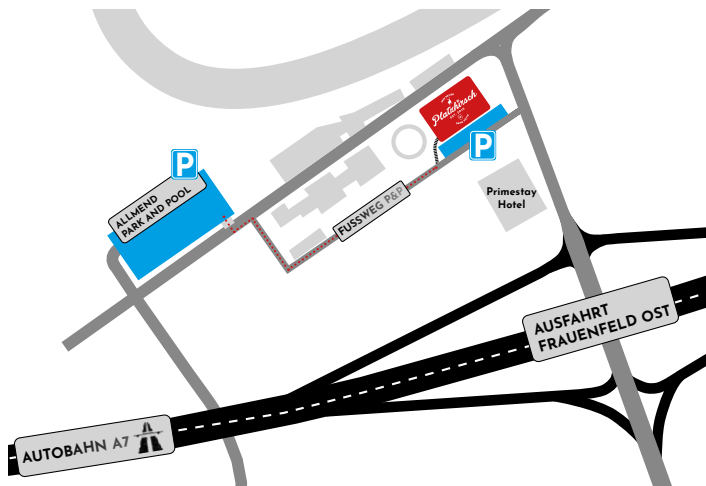 Platzhirsch
P
P
ALLMEND
PARK AND POOL
Primestay
Hotel
FUSSWEG P&P
AUSFAHRT
FRAUENFELD OST
AUTOBAHN A7